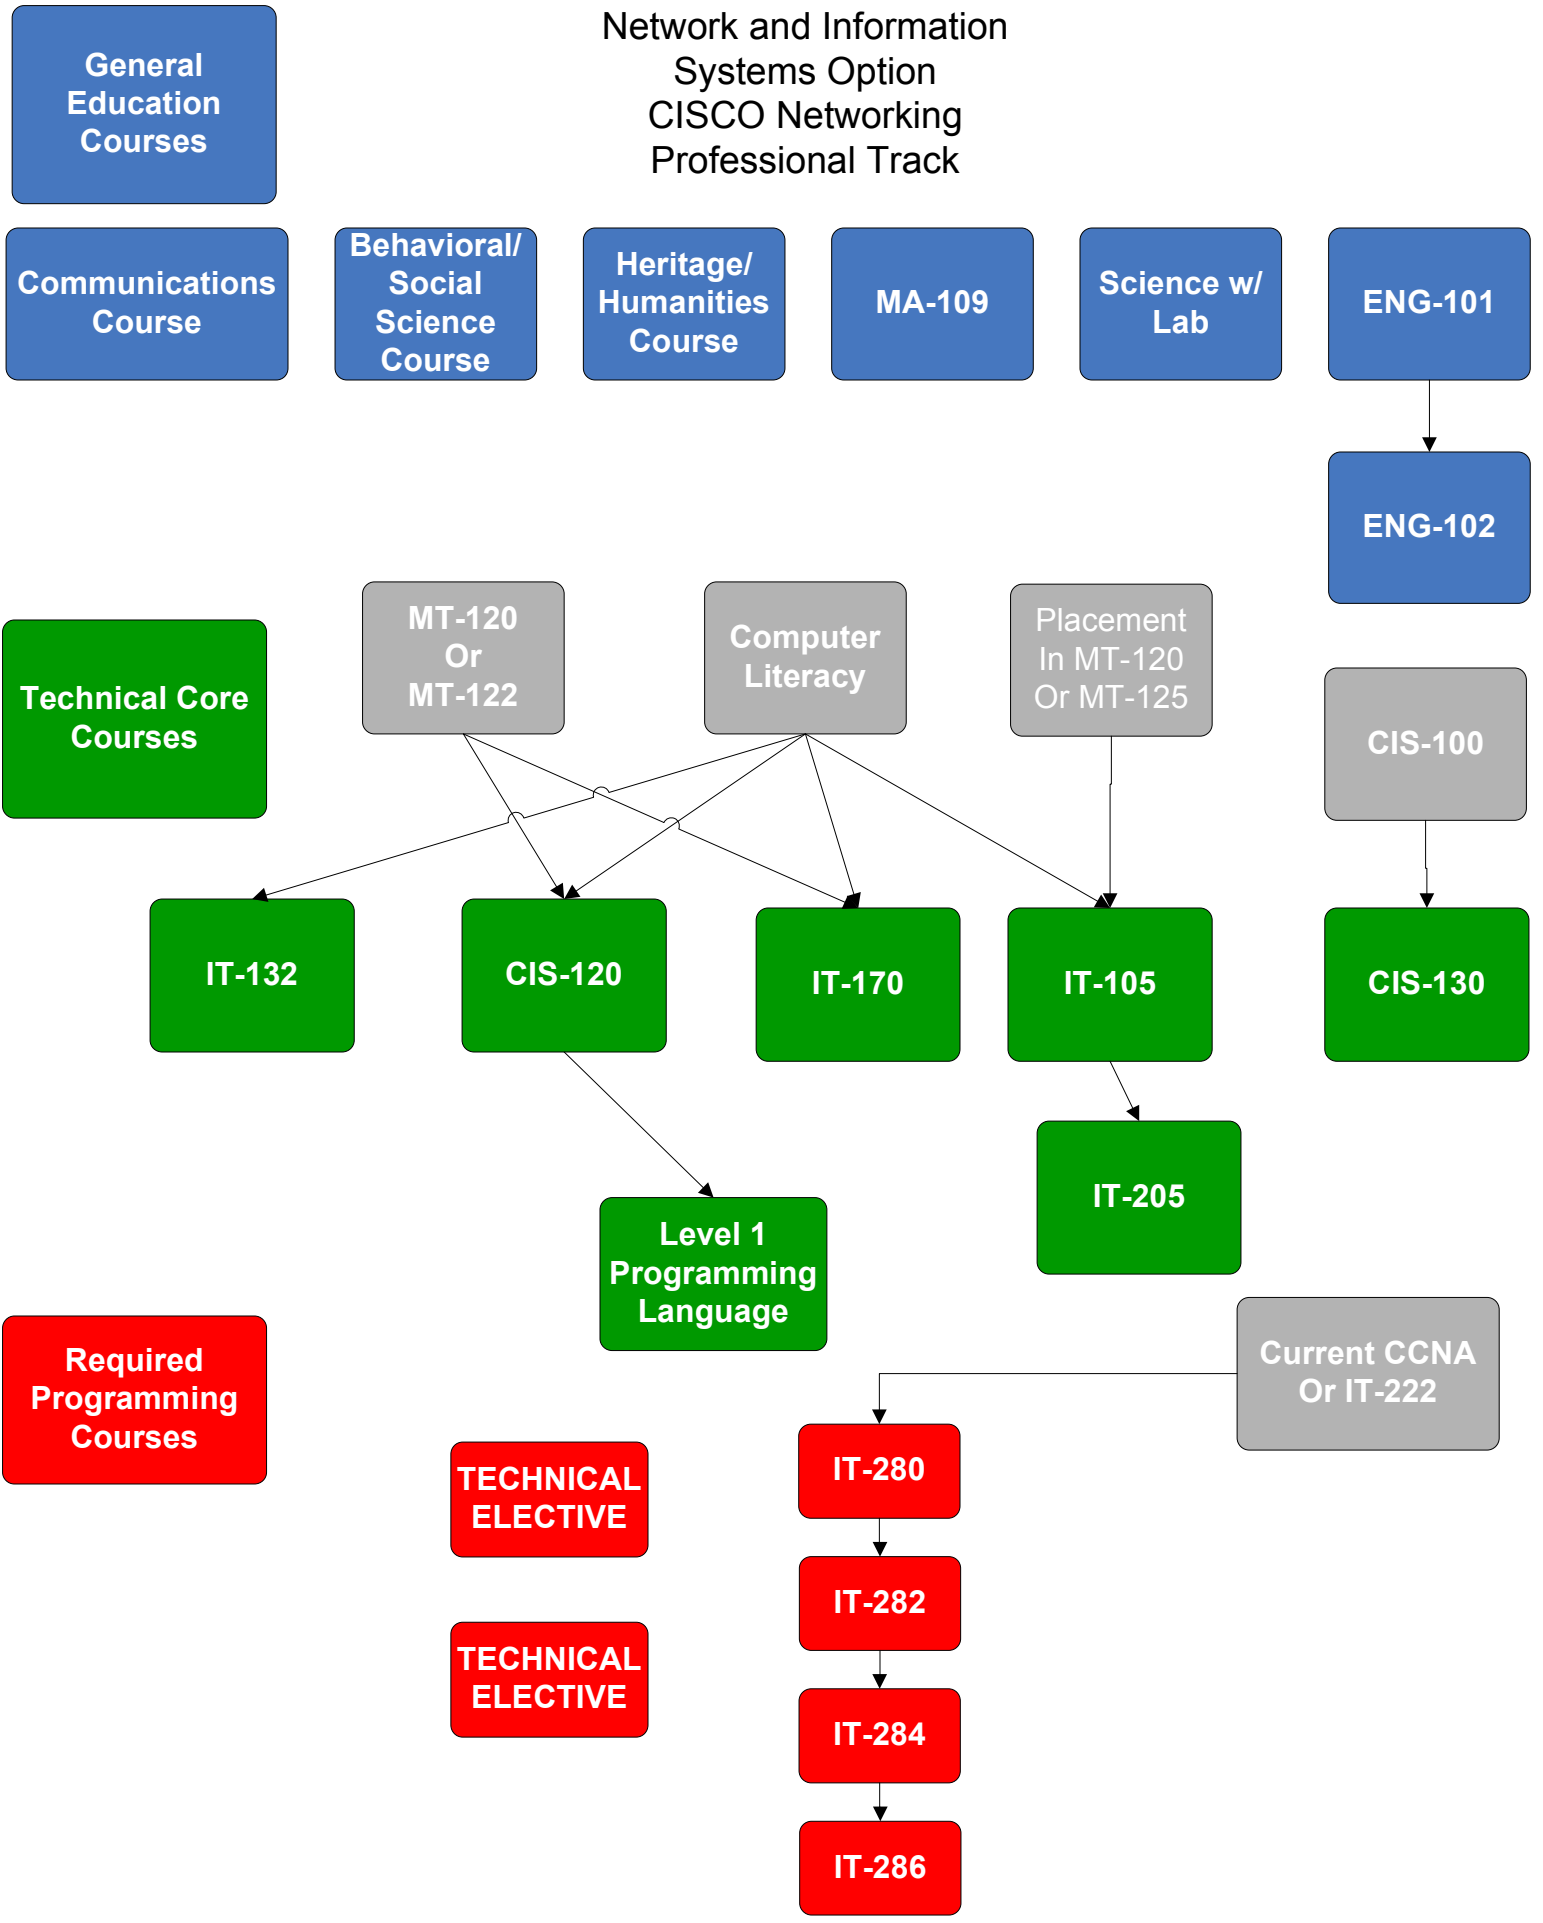 Network and Information
Systems Option
CISCO Networking
Professional Track
General
Education
Courses
Communications
Course
Behavioral/
Social
Science
Course
Heritage/
Humanities
Course
MA-109
Science w/
Lab
ENG-101
ENG-102
Technical Core
Courses
MT-120
Or
MT-122
Computer
Literacy
Placement
In MT-120
Or MT-125
CIS-100
IT-132
CIS-120
IT-170
IT-105
CIS-130
IT-205
Level 1
Programming
Language
Required
Programming
Courses
Current CCNA
Or IT-222
TECHNICAL
ELECTIVE
IT-280
IT-282
TECHNICAL
ELECTIVE
IT-284
IT-286